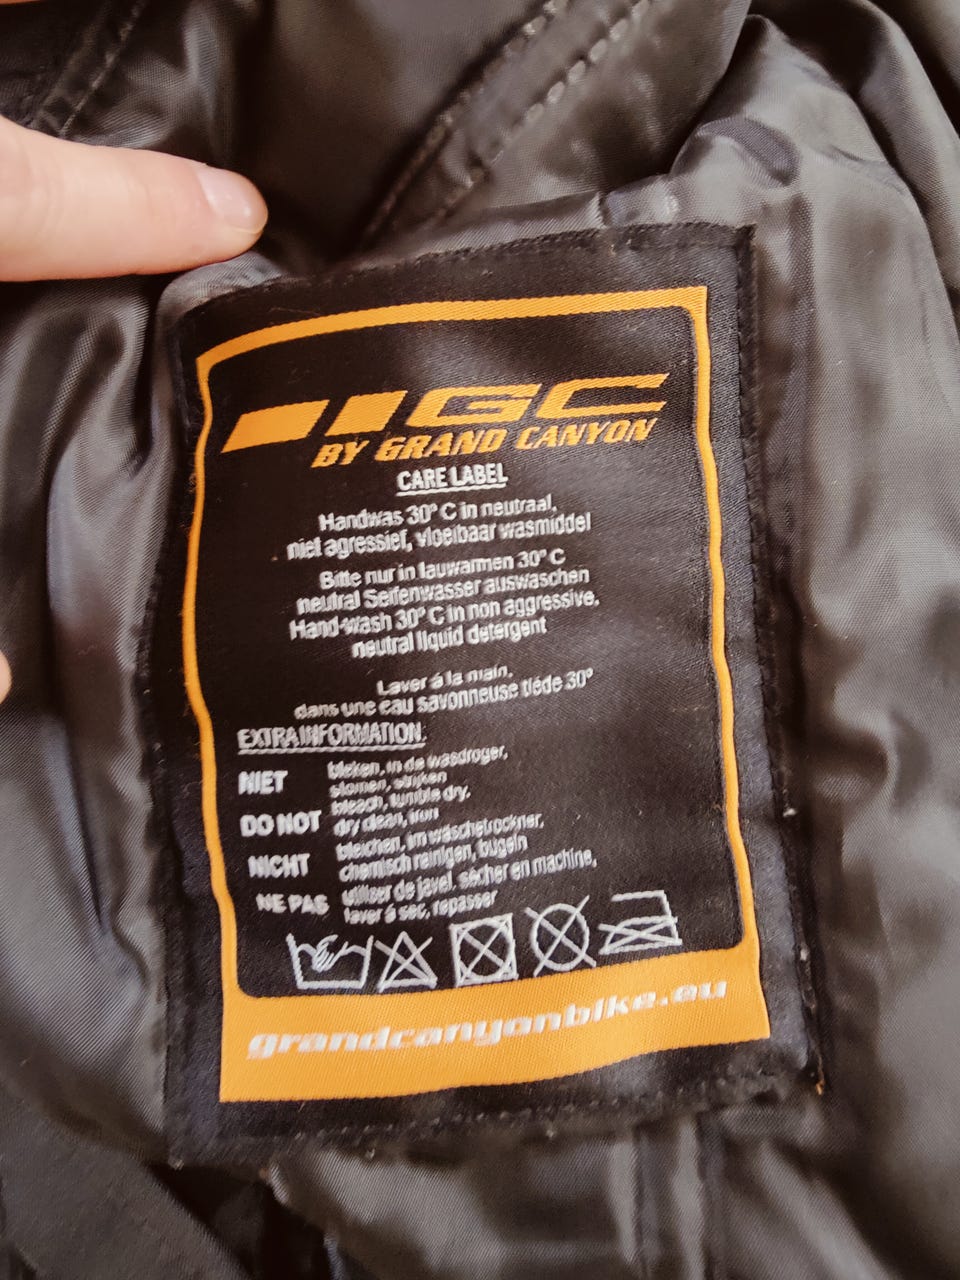 GC
BY GRAND CANYON
CARE LABEL
Handwas 30° C in neutraal,
niet agressief, vloeibaar wasmiddel
Bitte nur in lauwarmen 30° C
neutral Seifenwasser auswaschen
Hand-wash 30° C in non aggressive,
neutral liquid detergent
Laver á la main,
dans une eau savonneuse tiéde 30°
EXTRA INFORMATION
NIET bleken, in de wasdroger,
stomen, strijken
DO NOT bleach, tumble dry,
dry clean, iron
NICHT bleichen, im wäschetrockner,
chemisch reinigen, bugeln
NE PAS utiliser de javel, sécher en machine,
laver á sec, repasser
grandcanyonbike.eu